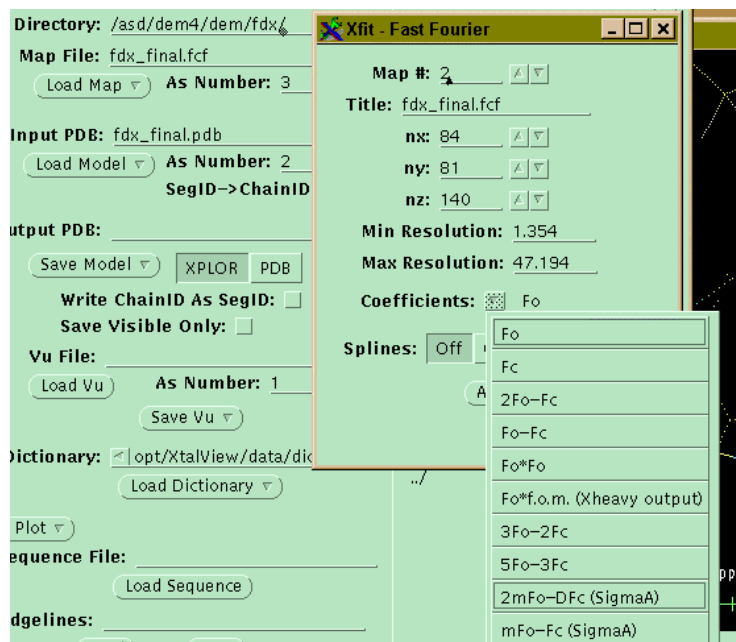 Directory: /asd/dem4/dem/fdx/
Map File: fdx_final.fcf
Load Map As Number: 3
Input PDB: fdx_final.pdb
Load Model As Number: 2
SegID->ChainID
utput PDB:
Save Model XPLOR PDB
Write ChainID As SegID:
Save Visible Only:
Vu File:
Load Vu As Number: 1
Save Vu
Dictionary: opt/XtalView/data/dic
Load Dictionary
../
Plot
equence File:
Load Sequence
dgelines:
Xfit - Fast Fourier
Map #: 2
Title: fdx_final.fcf
nx: 84
ny: 81
nz: 140
Min Resolution: 1.354
Max Resolution: 47.194
Coefficients: Fo
Splines: Off
A
Fo
Fc
2Fo-Fc
Fo-Fc
Fo*Fo
Fo*f.o.m. (Xheavy output)
3Fo-2Fc
5Fo-3Fc
2mFo-DFc (SigmaA)
mFo-Fc (SigmaA)
pp